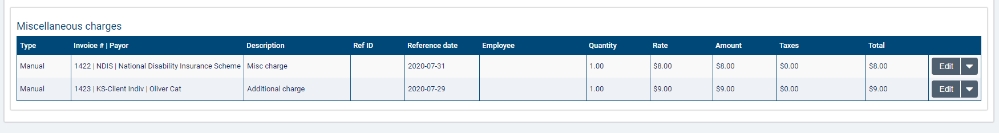 Miscellaneous charges
Type Invoice # | Payor Description Ref ID Reference date Employee Quantity Rate Amount Taxes Total
Manual 1422 | NDIS | National Disability Insurance Scheme Misc charge 2020-07-31 1.00 $8.00 $8.00 $0.00 $8.00 Edit
Manual 1423 | KS-Client Indiv | Oliver Cat Additional charge 2020-07-29 1.00 $9.00 $9.00 $0.00 $9.00 Edit